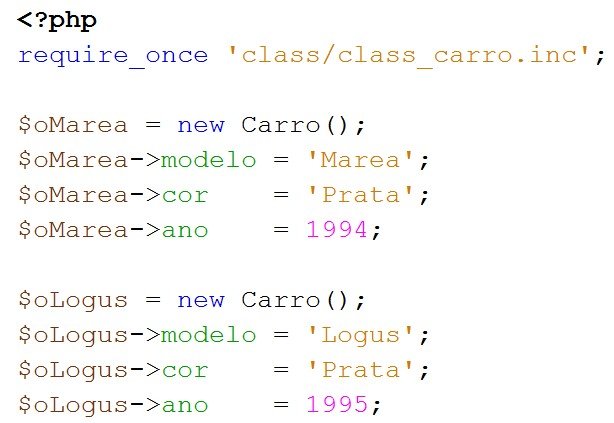 <?php
require_once 'class/class_carro.inc';
$oMarea = new Carro();
$oMarea->modelo = 'Marea';
$oMarea->cor    = 'Prata';
$oMarea->ano    = 1994;
$oLogus = new Carro();
$oLogus->modelo = 'Logus';
$oLogus->cor    = 'Prata';
$oLogus->ano    = 1995;